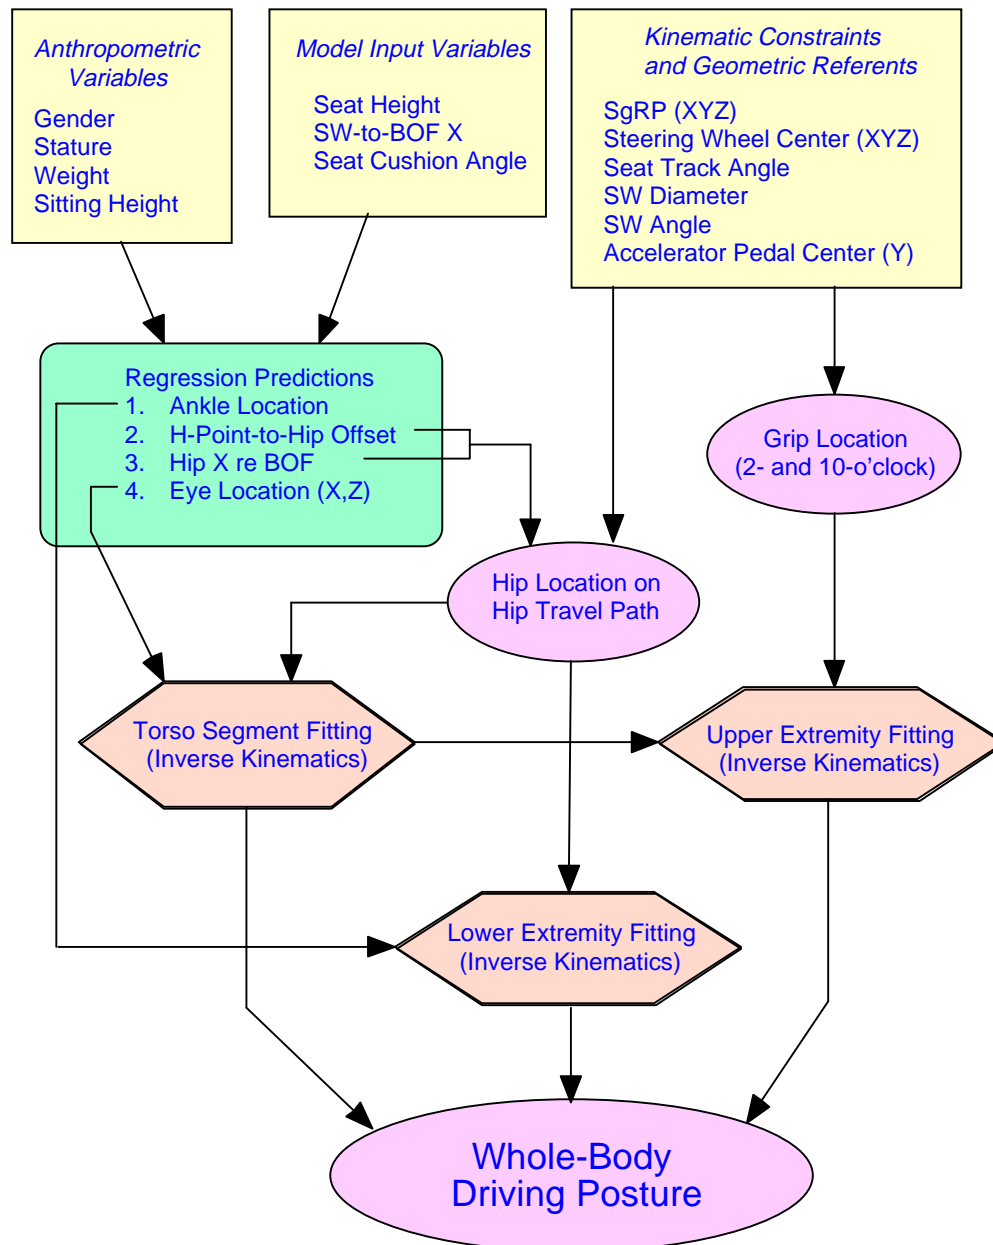 Anthropometric
Variables
Gender
Stature
Weight
Sitting Height
Model Input Variables
Seat Height
SW-to-BOF X
Seat Cushion Angle
Kinematic Constraints
and Geometric Referents
SgRP (XYZ)
Steering Wheel Center (XYZ)
Seat Track Angle
SW Diameter
SW Angle
Accelerator Pedal Center (Y)
Regression Predictions
1. Ankle Location
2. H-Point-to-Hip Offset
3. Hip X re BOF
4. Eye Location (X,Z)
Grip Location
(2- and 10-o’clock)
Hip Location on
Hip Travel Path
Torso Segment Fitting
(Inverse Kinematics)
Upper Extremity Fitting
(Inverse Kinematics)
Lower Extremity Fitting
(Inverse Kinematics)
Whole-Body
Driving Posture